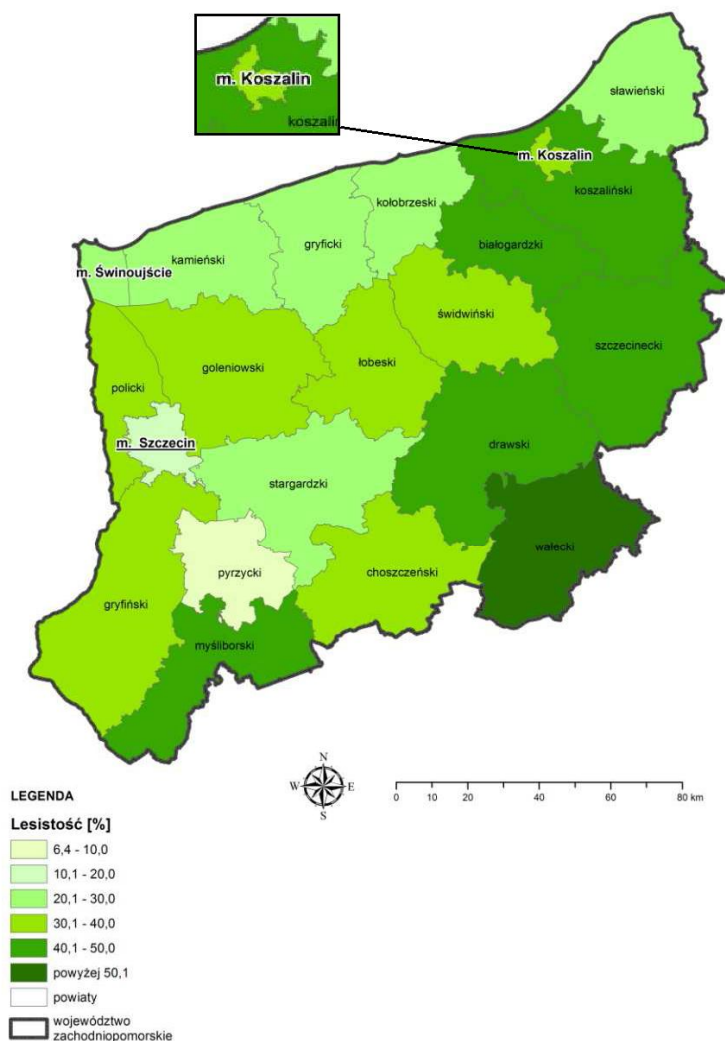 m. Koszalin
koszalin
sławieński
m. Koszalin
koszaliński
kołobrzeski
białogardzki
gryficki
kamieński
m. Świnoujście
świdwiński
szczecinecki
łobeski
goleniowski
policki
drawski
m. Szczecin
stargardzki
wałecki
choszczeński
pyrzycki
gryfiński
myśliborski
N
W E
S
0 10 20 40 60 80 km
LEGENDA
Lesistość [%]
6,4 - 10,0
10,1 - 20,0
20,1 - 30,0
30,1 - 40,0
40,1 - 50,0
powyżej 50,1
powiaty
województwo
zachodniopomorskie